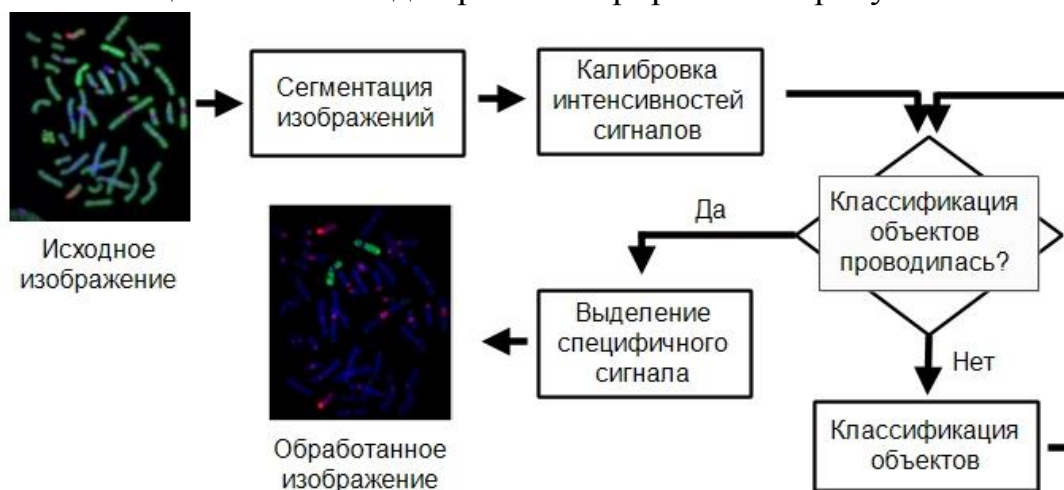 Сегментация
изображений
Калибровка
интенсивностей
сигналов
Исходное
изображение
Да
Классификация
объектов
проводилась?
Выделение
специфичного
сигнала
Нет
Обработанное
изображение
Классификация
объектов